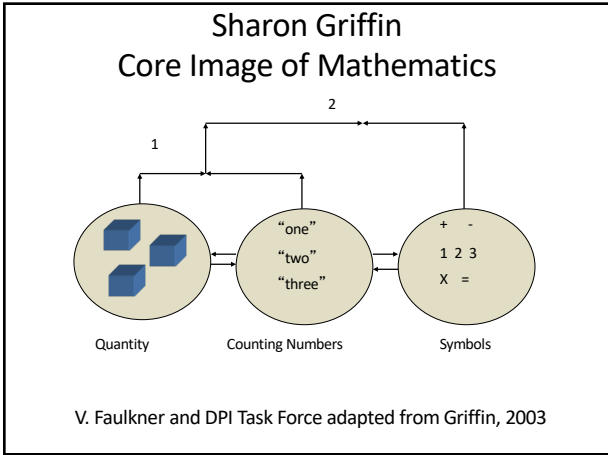 Sharon Griffin
Core Image of Mathematics
2
1
“one”
“two”
“three”
+ -
1 2 3
X =
Quantity
Counting Numbers
Symbols
V. Faulkner and DPI Task Force adapted from Griffin, 2003